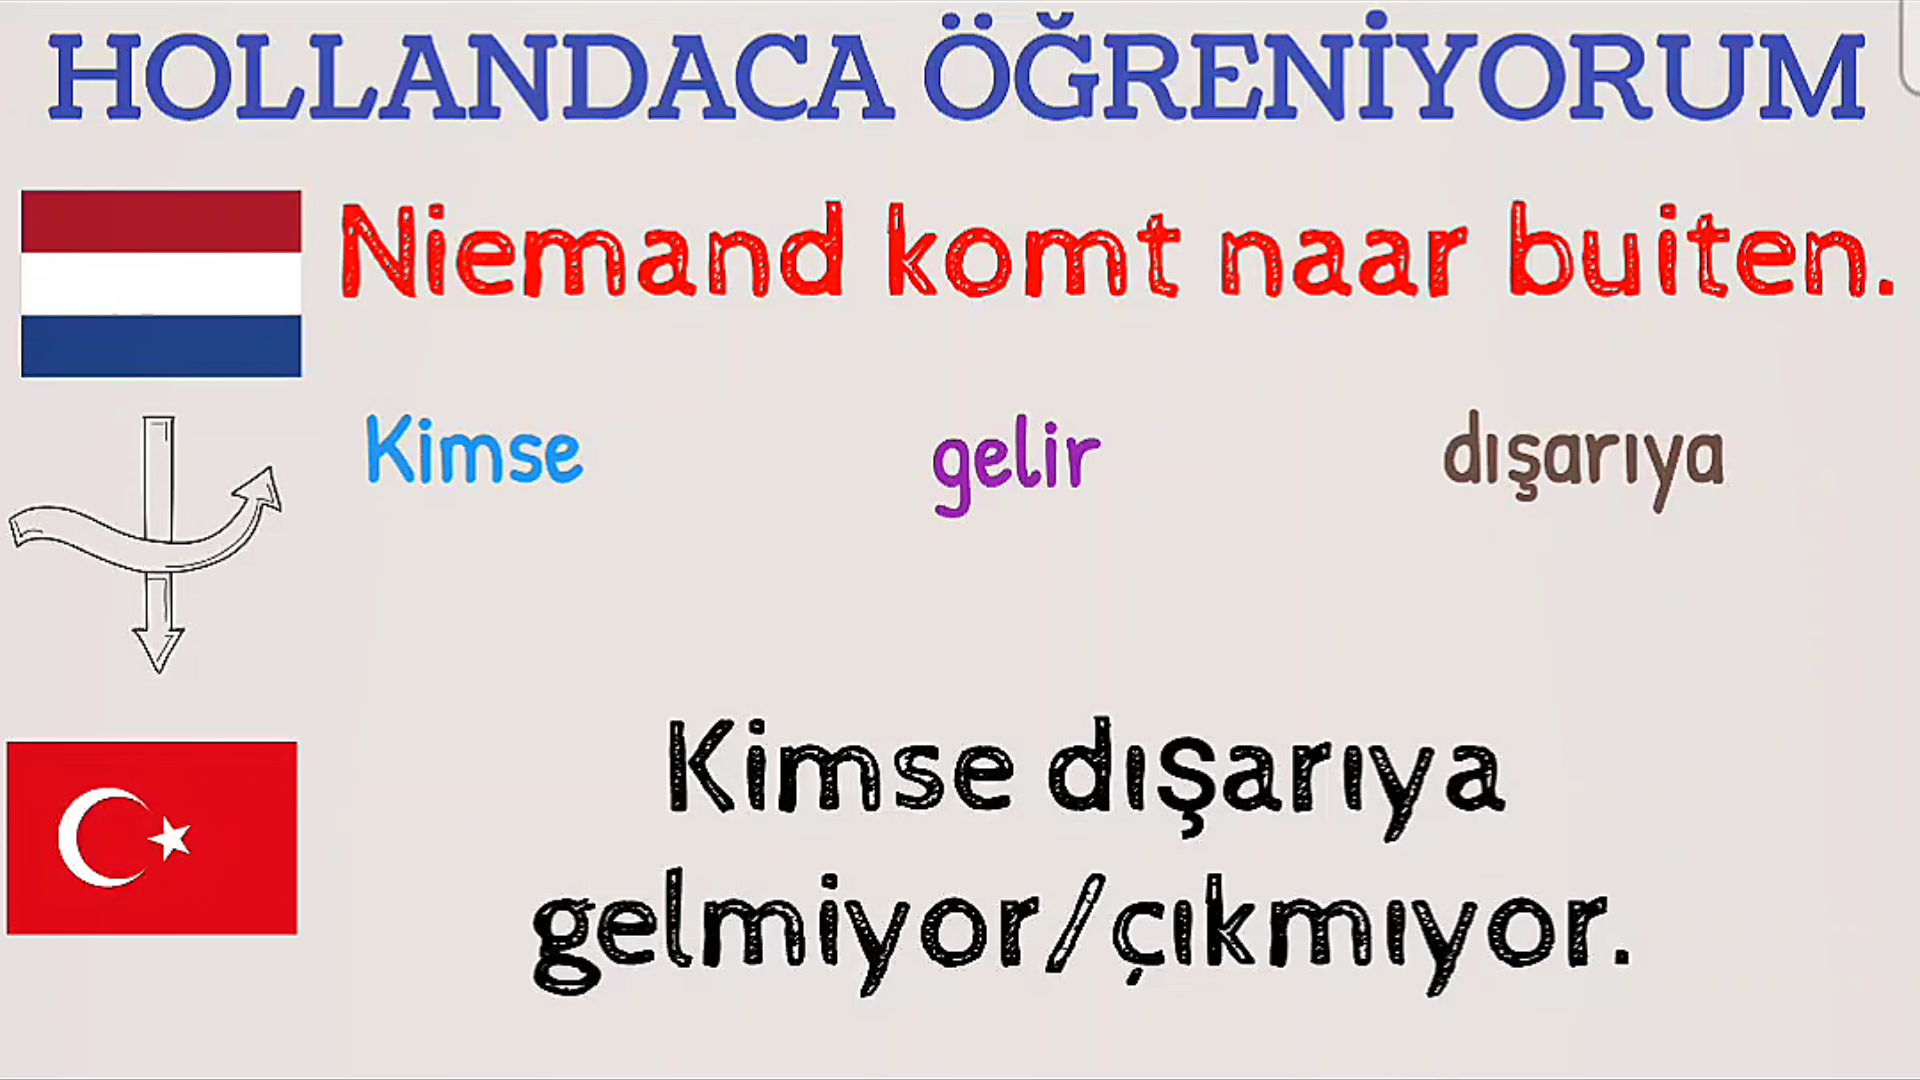 HOLLANDACA ÖĞRENİYORUM
Niemand komt naar buiten.
Kimse gelir dışarıya
Kimse dışarıya
gelmiyor/çıkmıyor.